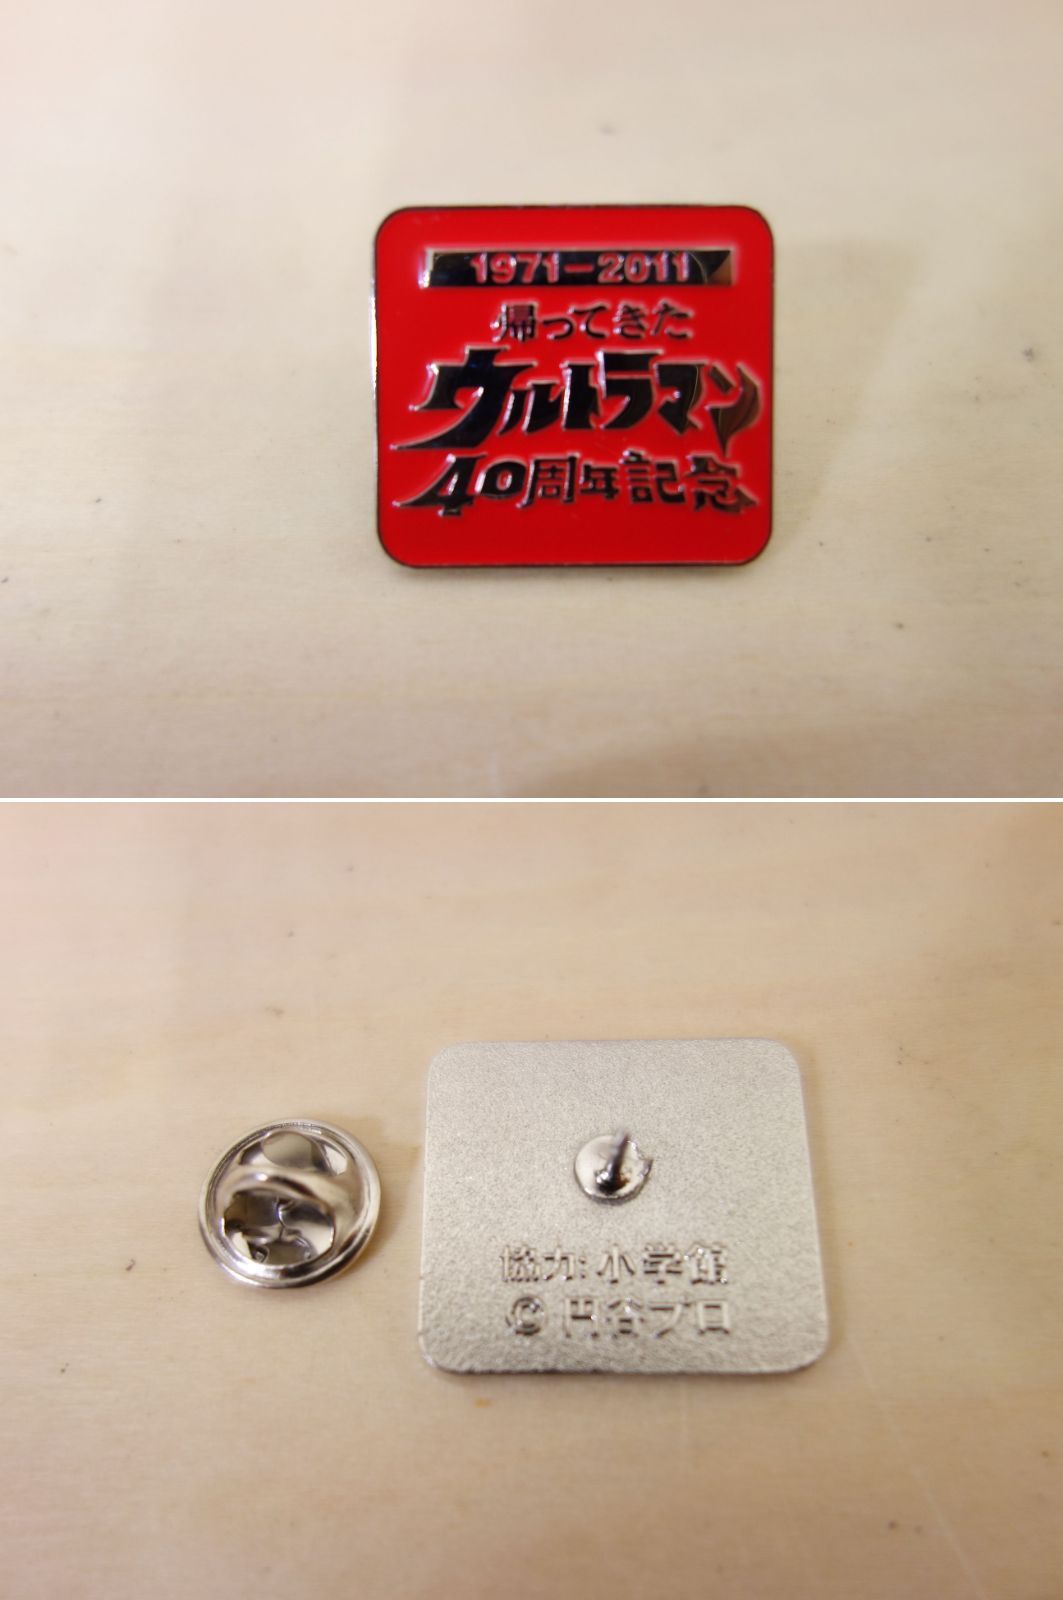 1971-2011
帰ってきた
ウルトラマン
40周年記念
協力:小学館
© 円谷プロ